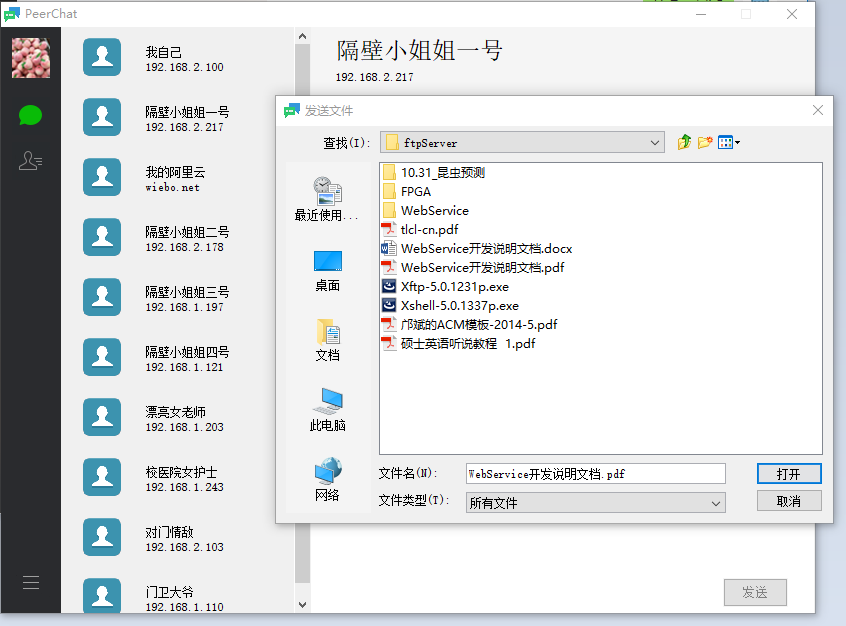 PeerChat
我自己
192.168.2.100
隔壁小姐姐一号
192.168.2.217
我的阿里云
wiebo.net
隔壁小姐姐二号
192.168.2.178
隔壁小姐姐三号
192.168.1.197
隔壁小姐姐四号
192.168.1.121
漂亮女老师
192.168.1.203
校医院女护士
192.168.1.243
对门情敌
192.168.2.103
门卫大爷
192.168.1.110
隔壁小姐姐一号
192.168.2.217
发送文件
查找(I): ftpServer
最近使用...
桌面
文档
此电脑
网络
10.31_昆虫预测
FPGA
WebService
tlcl-cn.pdf
WebService开发说明文档.docx
WebService开发说明文档.pdf
Xftp-5.0.1231p.exe
Xshell-5.0.1337p.exe
邝斌的ACM模板-2014-5.pdf
硕士英语听说教程 1.pdf
文件名(N): WebService开发说明文档.pdf 打开
文件类型(T): 所有文件 取消
发送